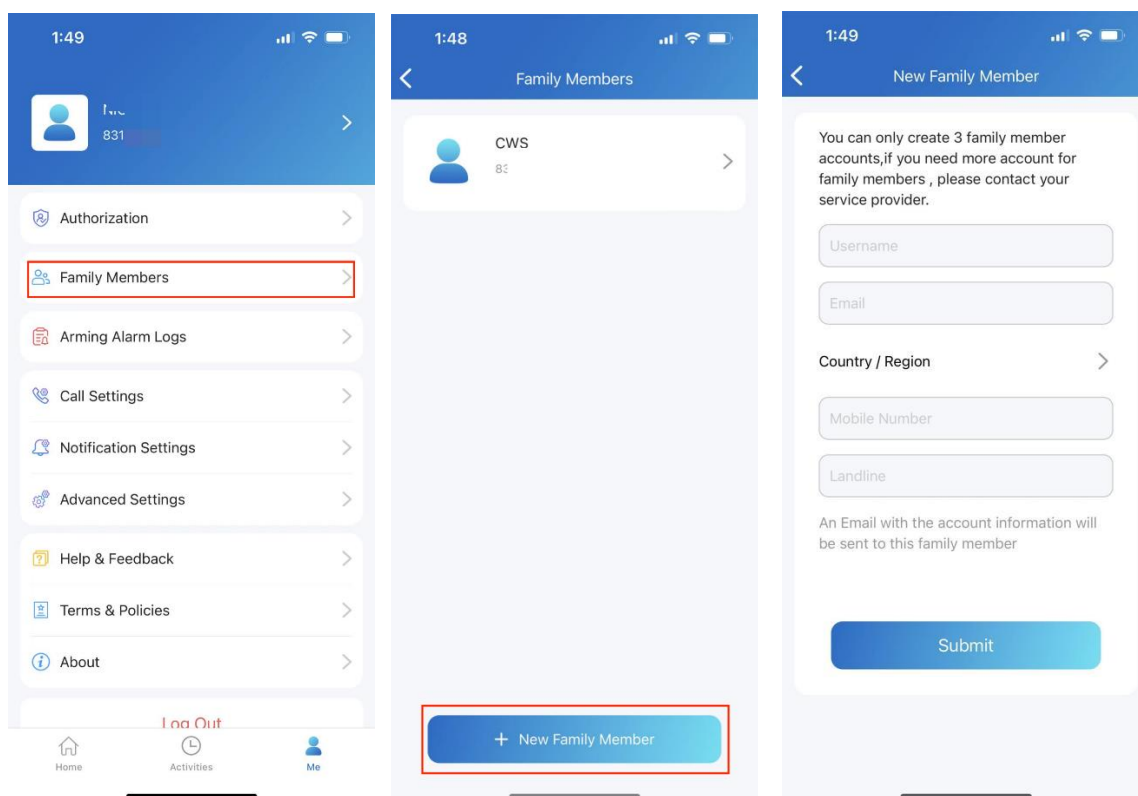 1:49
831
Authorization
Family Members
Arming Alarm Logs
Call Settings
Notification Settings
Advanced Settings
Help & Feedback
Terms & Policies
About
Log Out
Home
Activities
Me
1:48
Family Members
CWS
+ New Family Member
1:49
New Family Member
You can only create 3 family member
accounts,if you need more account for
family members , please contact your
service provider.
Username
Email
Country / Region
Mobile Number
Landline
An Email with the account information will
be sent to this family member
Submit